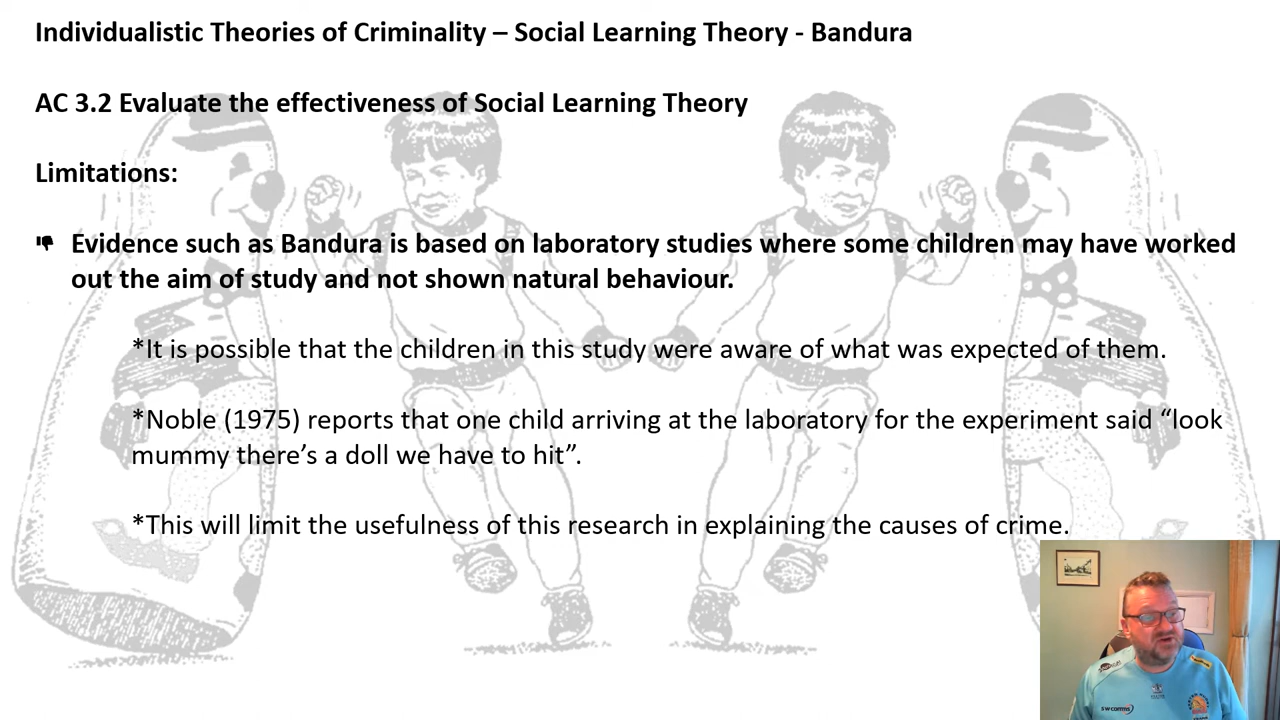 Individualistic Theories of Criminality – Social Learning Theory - Bandura
AC 3.2 Evaluate the effectiveness of Social Learning Theory
Limitations:
Evidence such as Bandura is based on laboratory studies where some children may have worked
out the aim of study and not shown natural behaviour.
*It is possible that the children in this study were aware of what was expected of them.
*Noble (1975) reports that one child arriving at the laboratory for the experiment said “look
mummy there’s a doll we have to hit”.
*This will limit the usefulness of this research in explaining the causes of crime.